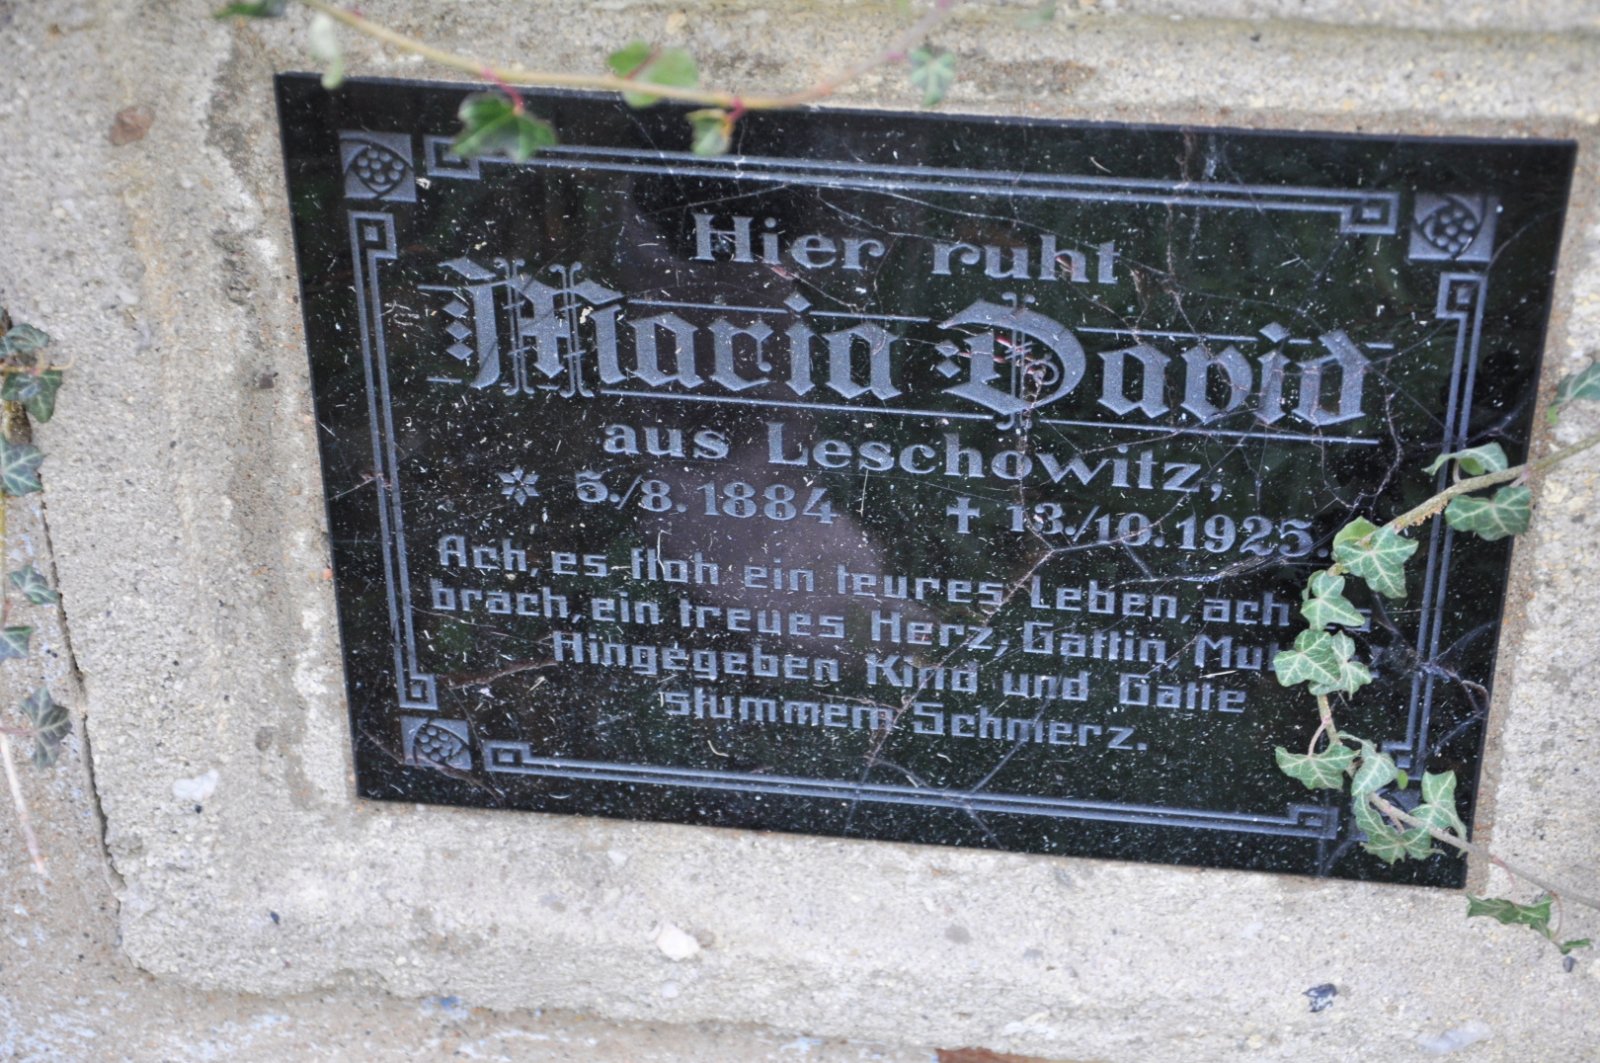 Hier ruht
Maria David
aus Leschowitz,
* 5./8. 1884 ✝ 13./10. 1925.
Ach, es floh ein teures Leben, ach
brach, ein treues Herz; Gattin,
Hingegeben Kind und Gatte
stummem Schmerz.